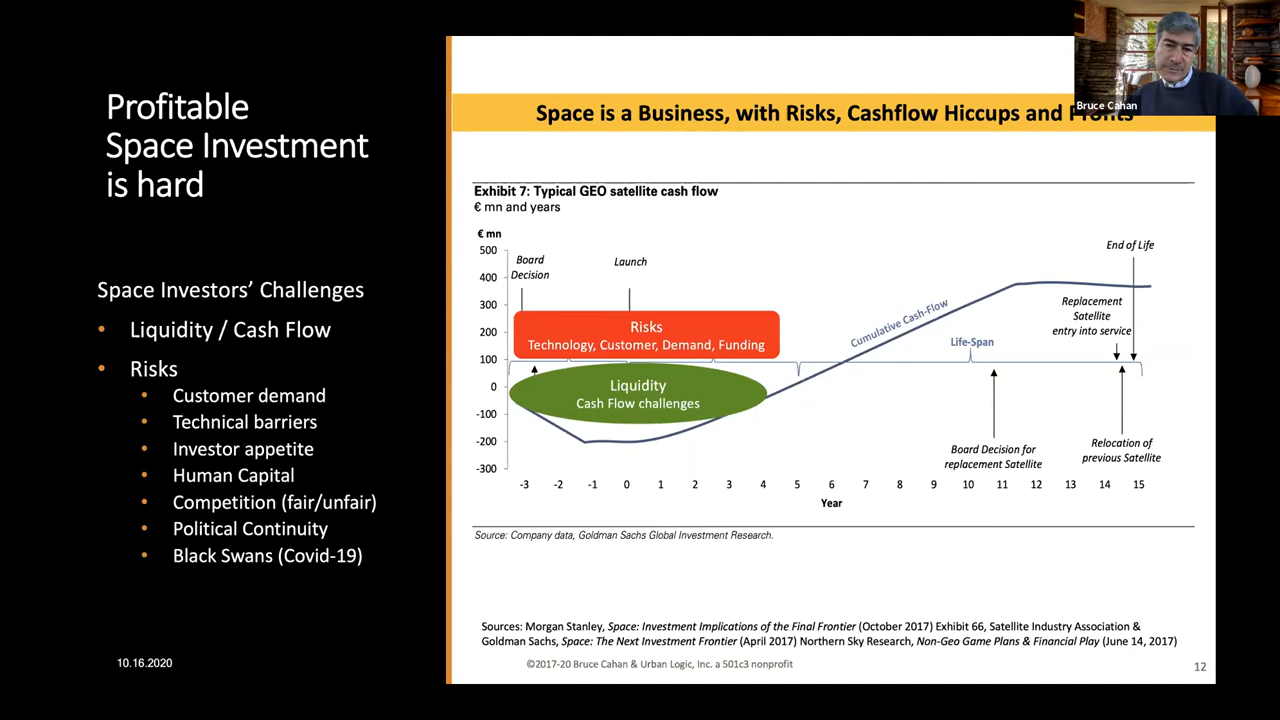 Profitable
Space Investment
is hard
Space Investors' Challenges
• Liquidity / Cash Flow
• Risks
• Customer demand
• Technical barriers
• Investor appetite
• Human Capital
• Competition (fair/unfair)
• Political Continuity
• Black Swans (Covid-19)
10.16.2020
Bruce Cahan
Space is a Business, with Risks, Cashflow Hiccups and Profits
Exhibit 7: Typical GEO satellite cash flow
€ mn and years
€ mn
500
400
300
200
100
0
-100
-200
-300
Board
Decision
Launch
End of Life
Risks
Technology, Customer, Demand, Funding
Liquidity
Cash Flow challenges
Cumulative Cash-Flow
Life-Span
Replacement
Satellite
entry into service
Board Decision for
replacement Satellite
Relocation of
previous Satellite
-3 -2 -1 0 1 2 3 4 5 6 7 8 9 10 11 12 13 14 15
Year
Source: Company data, Goldman Sachs Global Investment Research.
Sources: Morgan Stanley, Space: Investment Implications of the Final Frontier (October 2017) Exhibit 66, Satellite Industry Association &
Goldman Sachs, Space: The Next Investment Frontier (April 2017) Northern Sky Research, Non-Geo Game Plans & Financial Play (June 14, 2017)
©2017-20 Bruce Cahan & Urban Logic, Inc. a 501c3 nonprofit
12